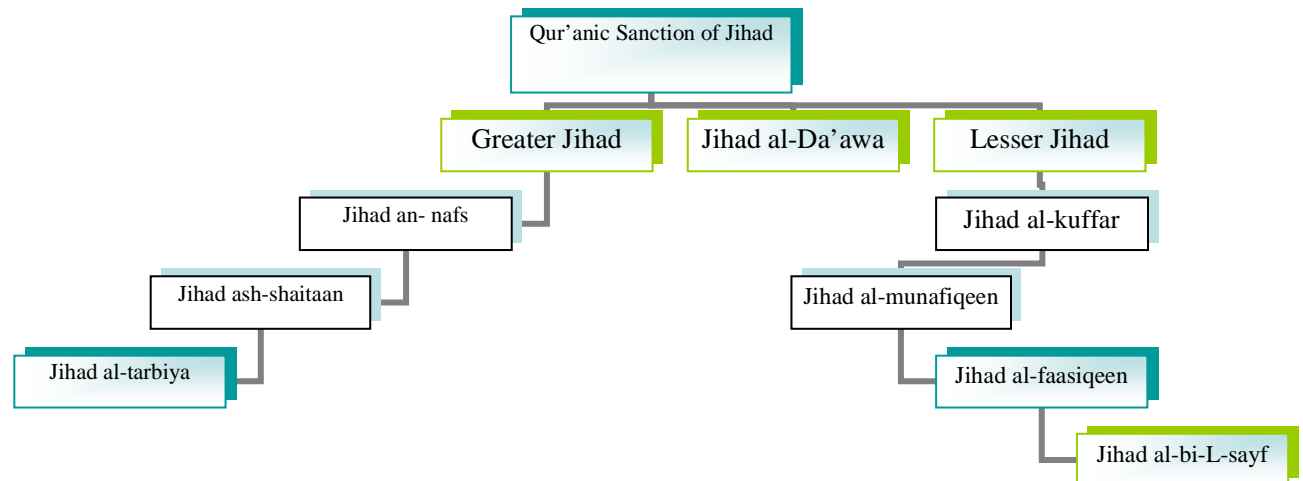 Qur’anic Sanction of Jihad
Greater Jihad
Jihad al-Da’awa
Lesser Jihad
Jihad an- nafs
Jihad al-kuffar
Jihad ash-shaitaan
Jihad al-munafiqeen
Jihad al-tarbiya
Jihad al-faasiqeen
Jihad al-bi-L-sayf